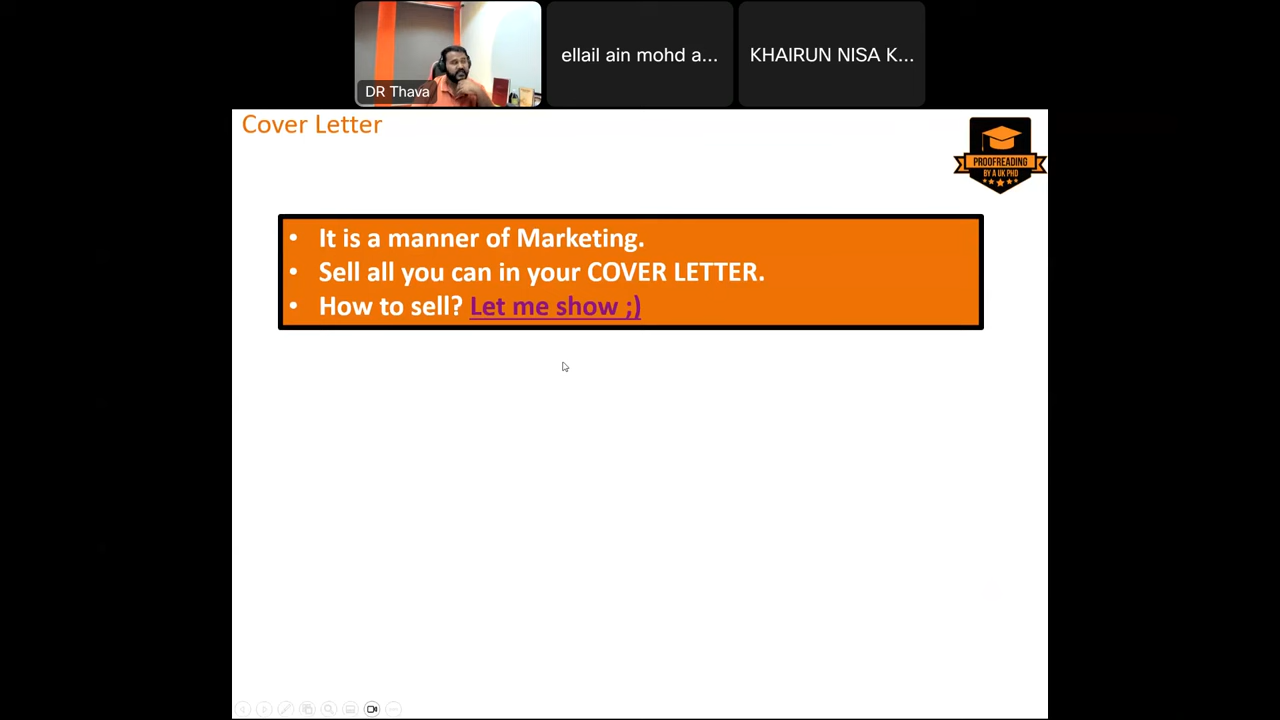 DR Thava
ellail ain mohd a...
KHAIRUN NISA K...
Cover Letter
PROOFREADING
BY A UK PHD
• It is a manner of Marketing.
• Sell all you can in your COVER LETTER.
• How to sell? Let me show ;)